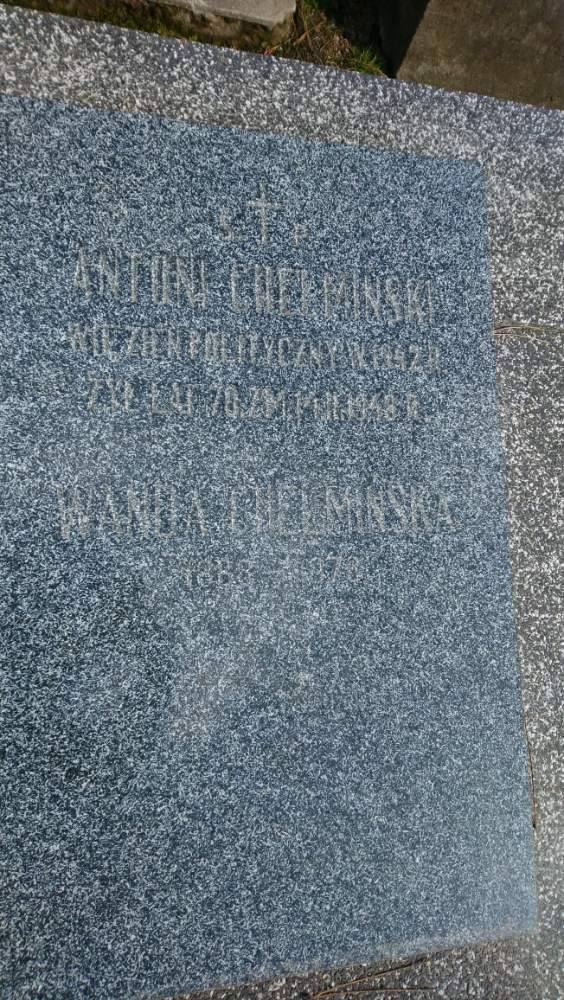 Ś † P
ANTONI CHEŁMIŃSKI
WIĘZIEŃ POLITYCZNY W 1942 R
ŻYŁ LAT 70. ZM. 1948 R.
WANDA CHEŁMIŃSKA